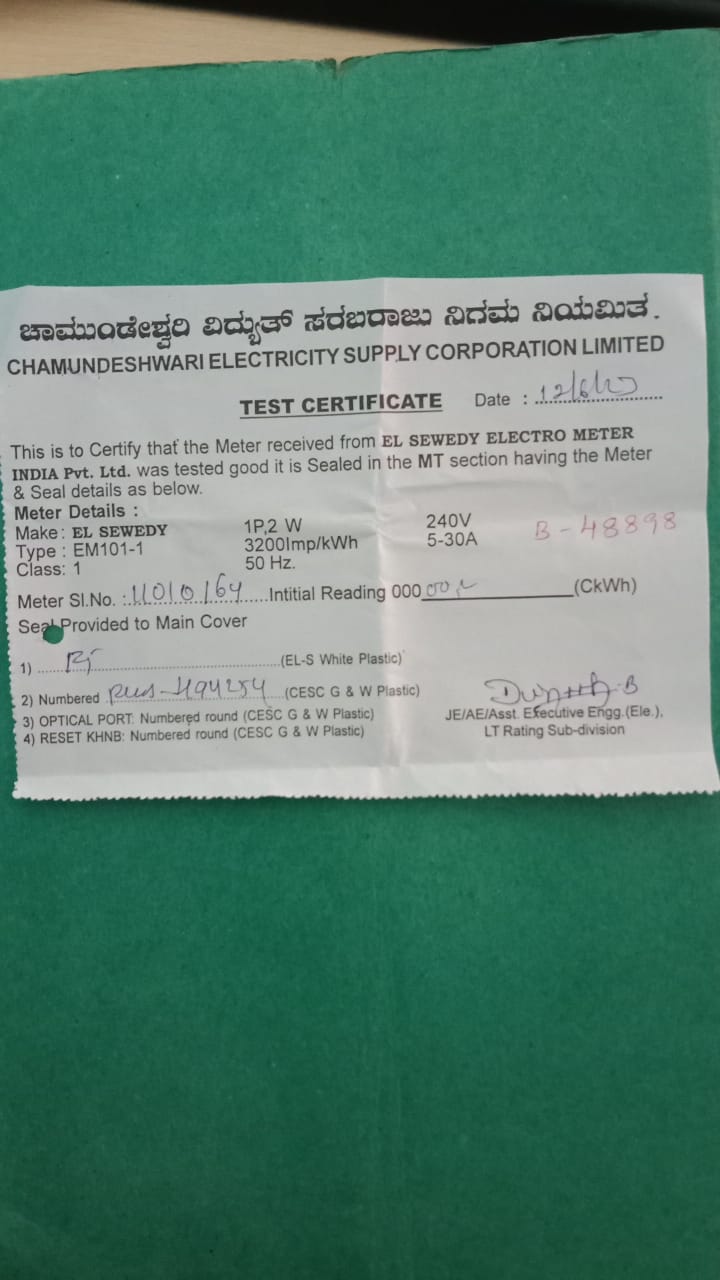 ಚಾಮುಂಡೇಶ್ವರಿ ವಿದ್ಯುತ್ ಸರಬರಾಜು ನಿಗಮ ನಿಯಮಿತ.
CHAMUNDESHWARI ELECTRICITY SUPPLY CORPORATION LIMITED
TEST CERTIFICATE Date :
This is to Certify that the Meter received from EL SEWEDY ELECTRO METER
INDIA Pvt. Ltd. was tested good it is Sealed in the MT section having the Meter
& Seal details as below.
Meter Details :
Make: EL SEWEDY 1P,2 W 240V B-48898
Type : EM101-1 3200Imp/kWh 5-30A
Class: 1 50 Hz.
Meter Sl.No. : 11010164 Intitial Reading 000 (CkWh)
Seal Provided to Main Cover
1) (EL-S White Plastic)
2) Numbered (CESC G & W Plastic)
3) OPTICAL PORT: Numbered round (CESC G & W Plastic) JE/AE/Asst. Executive Engg.(Ele.),
4) RESET KHNB: Numbered round (CESC G & W Plastic) LT Rating Sub-division